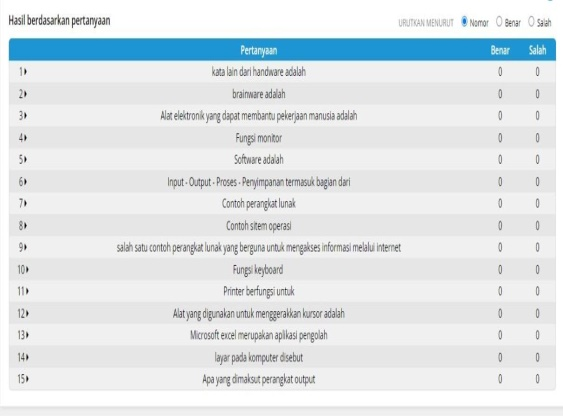 Hasil berdasarkan pertanyaan URUTKAN MENURUT Nomor Benar Salah
Pertanyaan Benar Salah
1 kata lain dari handware adalah 0 0
2 brainware adalah 0 0
3 Alat elektronik yang dapat membantu pekerjaan manusia adalah 0 0
4 Fungsi monitor 0 0
5 Software adalah 0 0
6 Input - Output - Proses - Penyimpanan termasuk bagian dari 0 0
7 Contoh perangkat lunak 0 0
8 Contoh sitem operasi 0 0
9 salah satu contoh perangkat lunak yang berguna untuk mengakses informasi melalui internet 0 0
10 Fungsi keyboard 0 0
11 Printer berfungsi untuk 0 0
12 Alat yang digunakan untuk menggerakkan kursor adalah 0 0
13 Microsoft excel merupakan aplikasi pengolah 0 0
14 layar pada komputer disebut 0 0
15 Apa yang dimaksut perangkat output 0 0